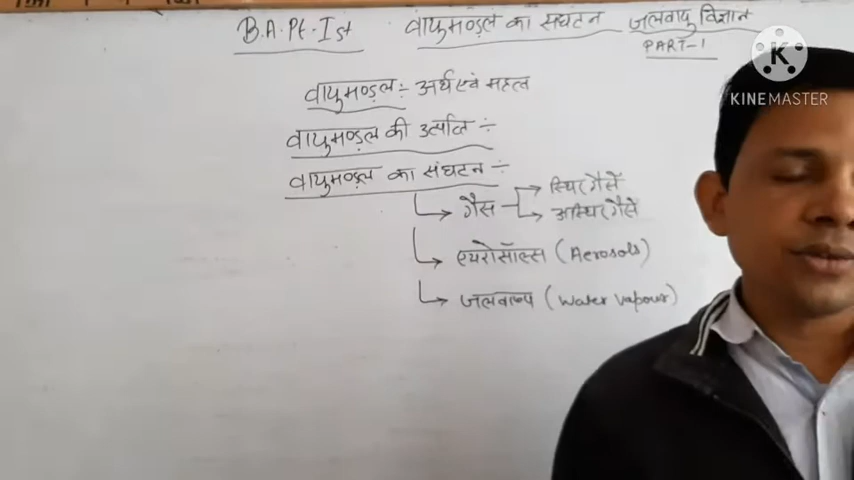 B.A. Pt- Ist वायुमण्डल का संघटन जलवायु विज्ञान
PART-1
वायुमण्डल ÷ अर्थ एवं महत्व
वायुमण्डल की उत्पत्ति ÷
वायुमण्डल का संघटन ÷
गैस स्थिर गैसें
अस्थिर गैसें
एयरोसॉल्स (Aerosols)
जलवाष्प (Water vapour)
KINEMASTER